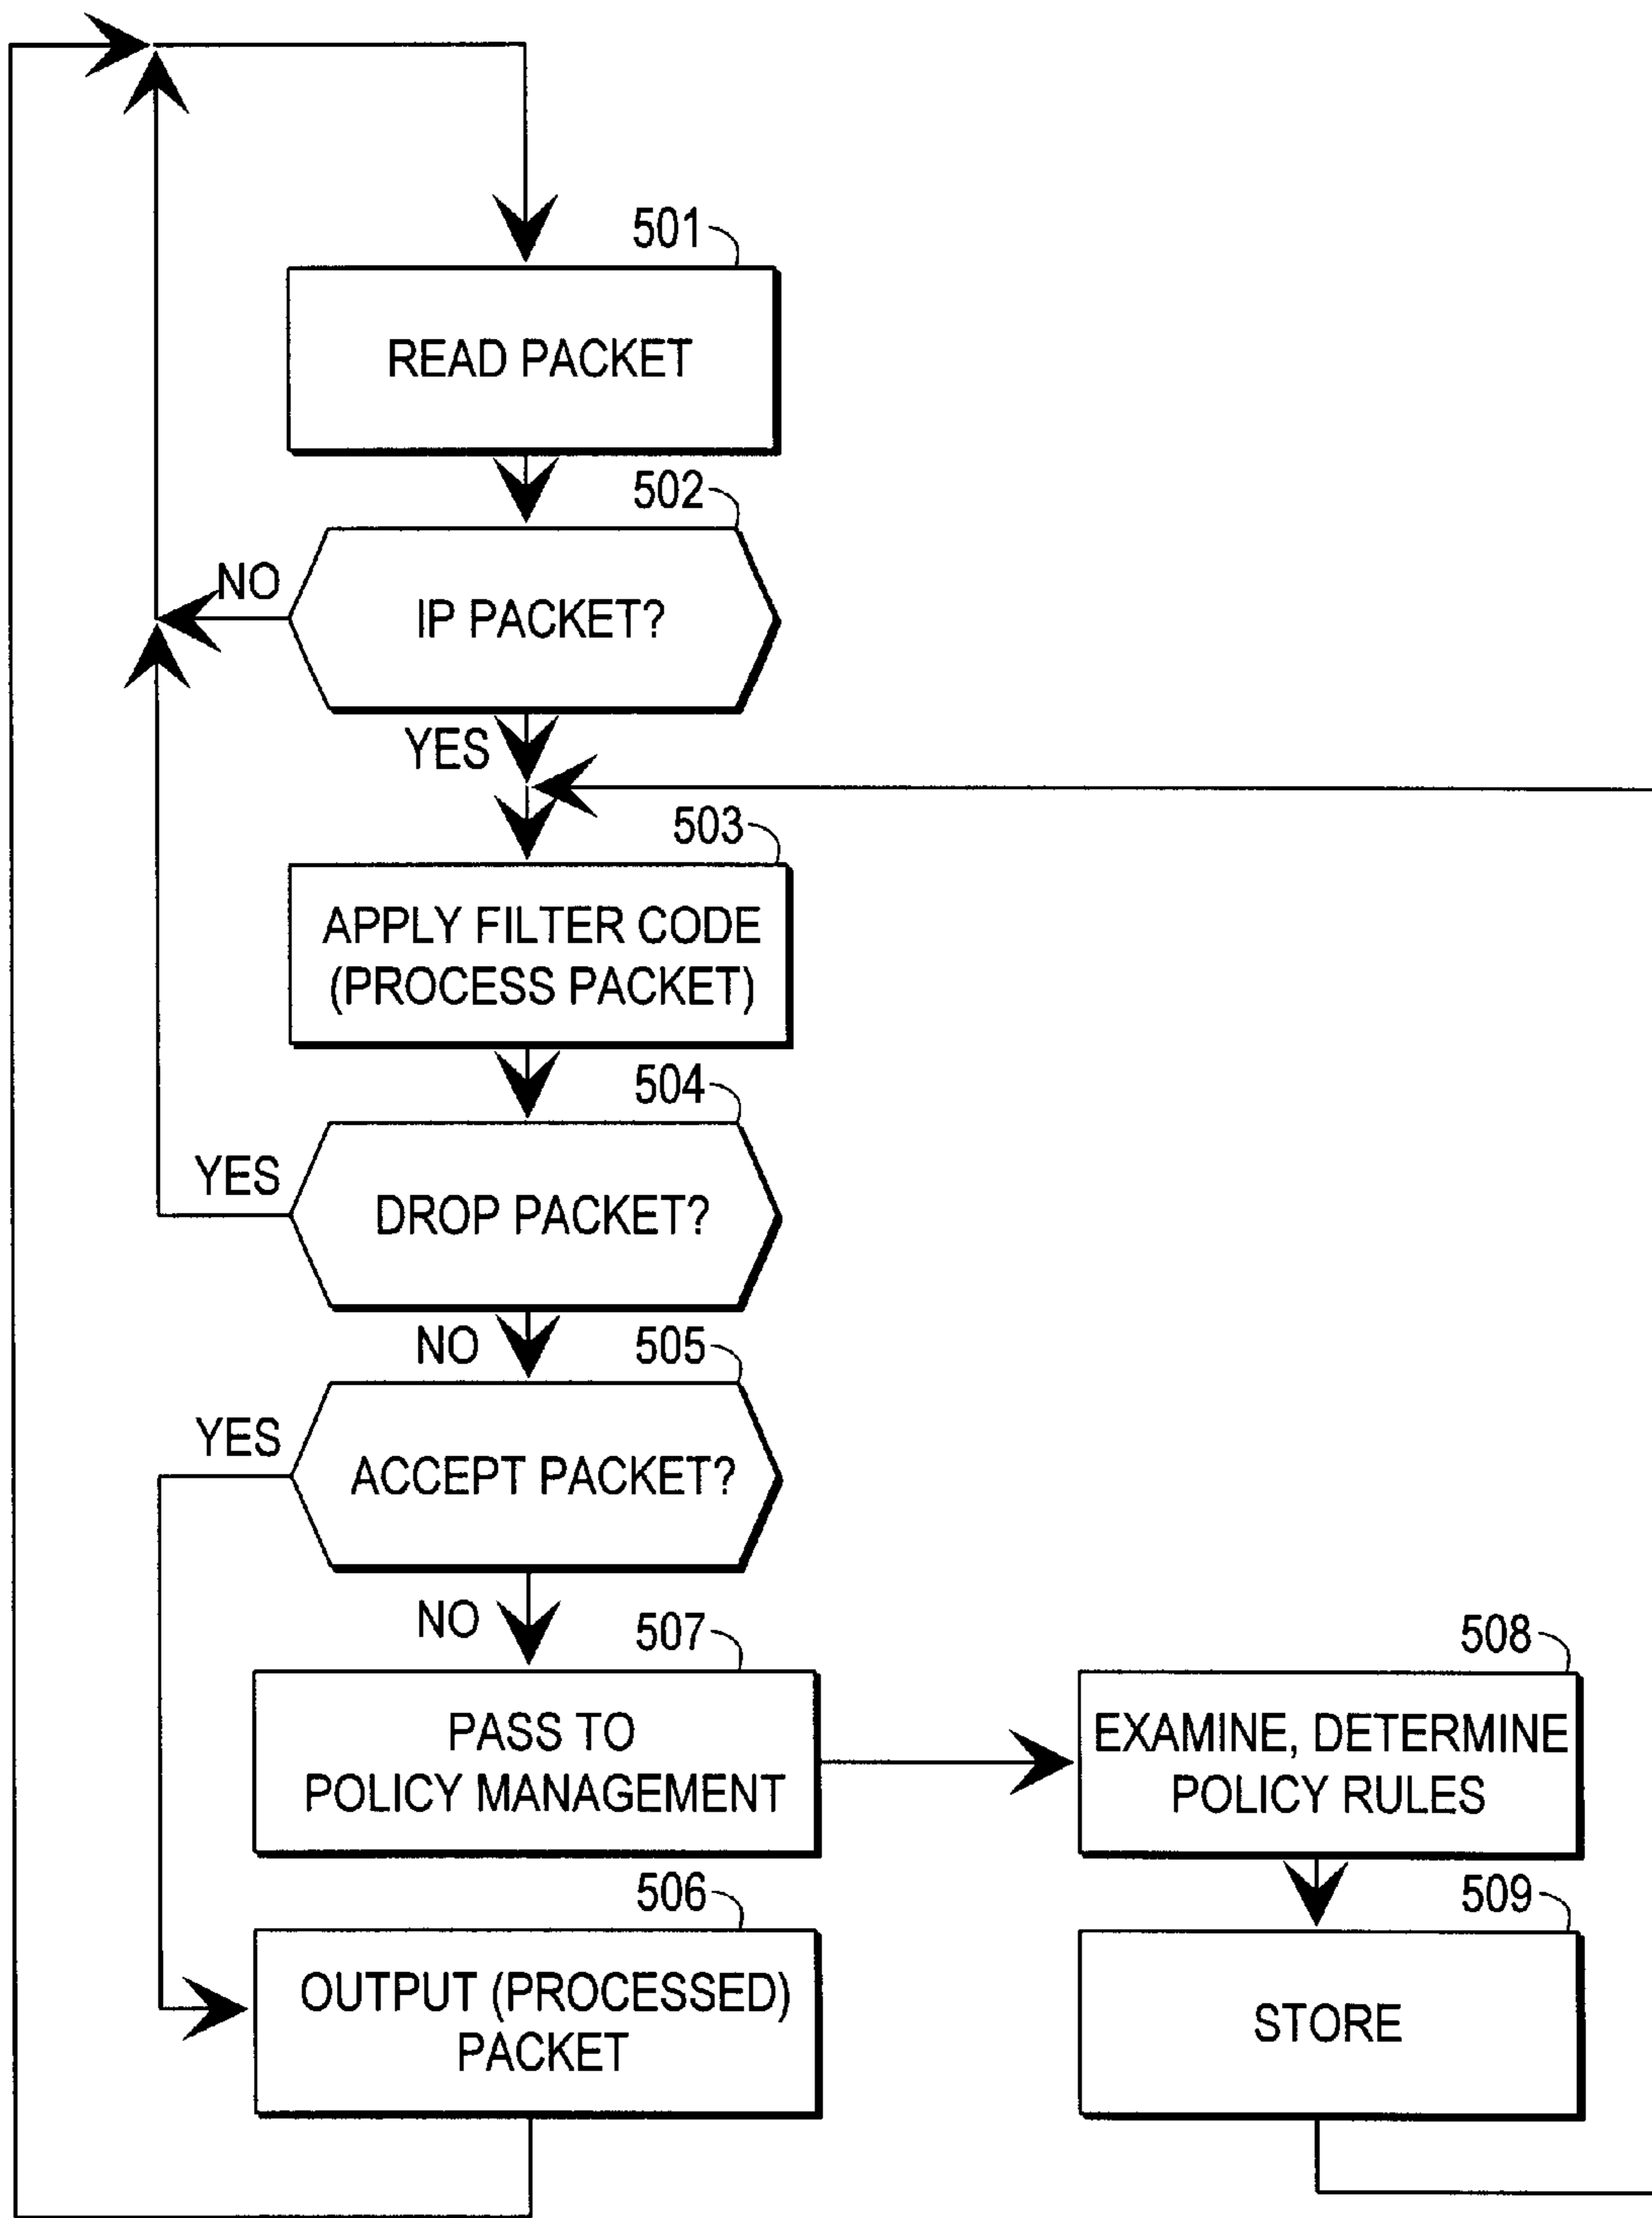 501
READ PACKET
502
NO
IP PACKET?
YES
503
APPLY FILTER CODE
(PROCESS PACKET)
504
YES
DROP PACKET?
NO
505
YES
ACCEPT PACKET?
NO
507
PASS TO
POLICY MANAGEMENT
508
EXAMINE, DETERMINE
POLICY RULES
506
OUTPUT (PROCESSED)
PACKET
509
STORE